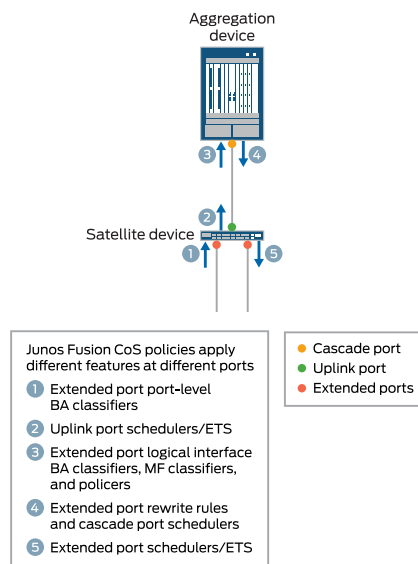 Aggregation
device
3
4
2
Satellite device
1
5
Junos Fusion CoS policies apply
different features at different ports
1 Extended port port-level
BA classifiers
2 Uplink port schedulers/ETS
3 Extended port logical interface
BA classifiers, MF classifiers,
and policers
4 Extended port rewrite rules
and cascade port schedulers
5 Extended port schedulers/ETS
Cascade port
Uplink port
Extended ports